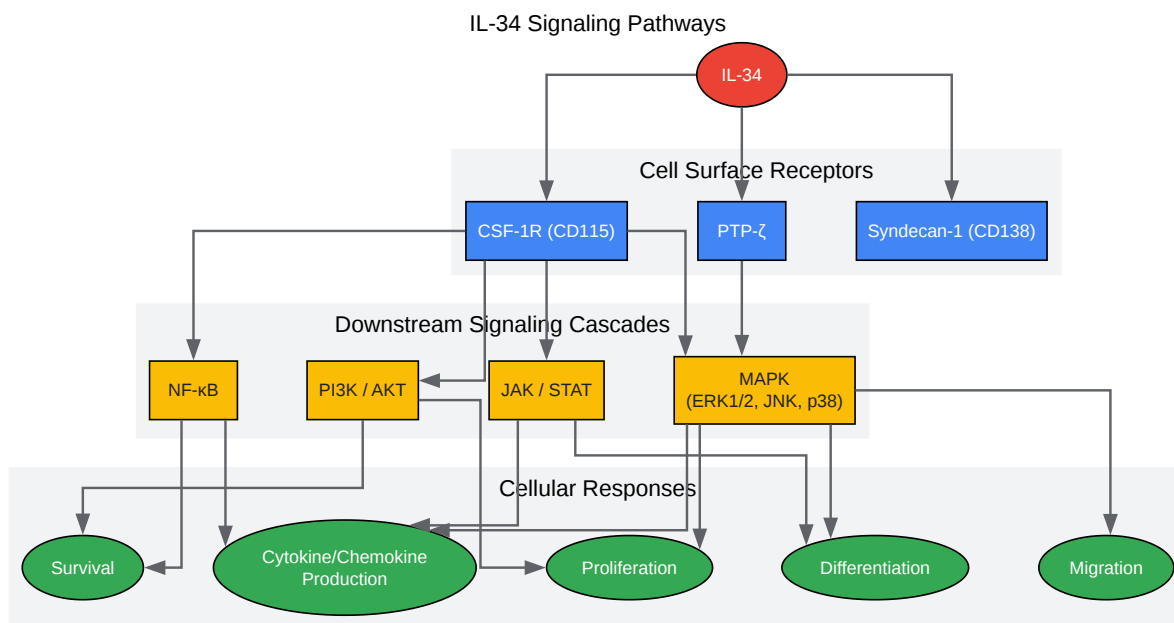 IL-34 Signaling Pathways
IL-34
Cell Surface Receptors
CSF-1R (CD115)
PTP-ζ
Syndecan-1 (CD138)
Downstream Signaling Cascades
NF-κB
PI3K / AKT
JAK / STAT
MAPK
(ERK1/2, JNK, p38)
Cellular Responses
Survival
Cytokine/Chemokine
Production
Proliferation
Differentiation
Migration